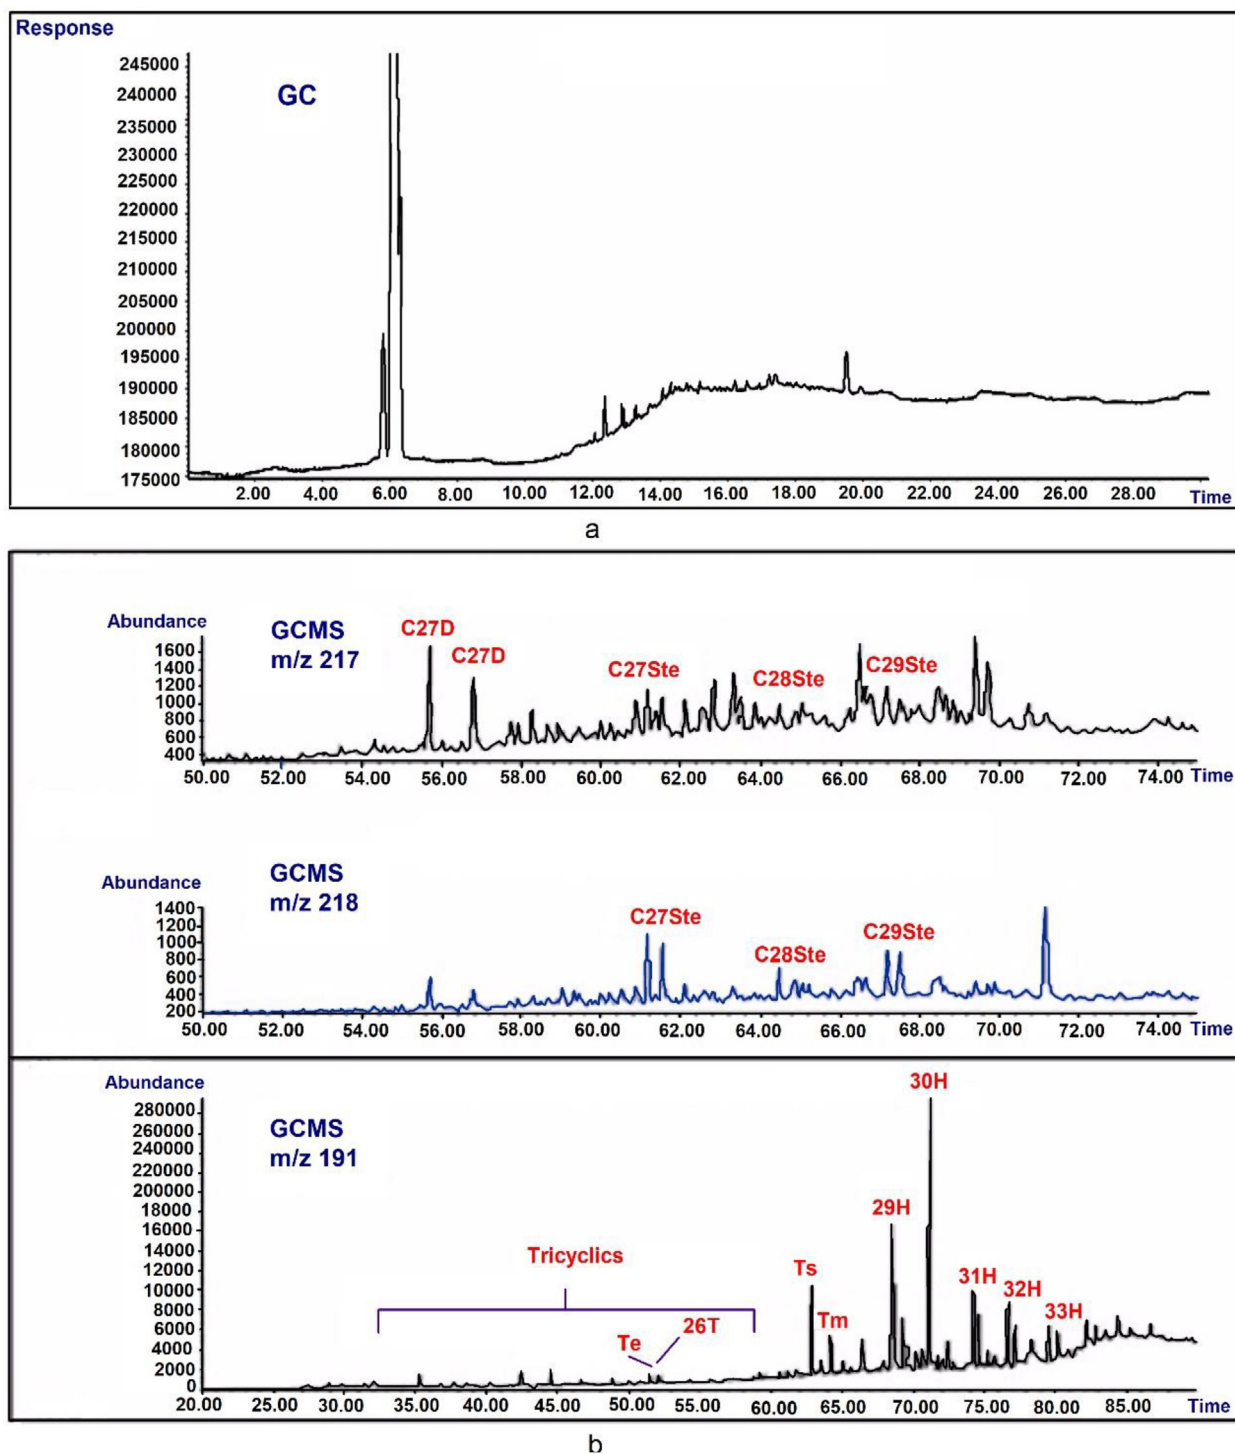 Response
GC
245000
240000
235000
230000
225000
220000
215000
210000
205000
200000
195000
190000
185000
180000
175000
2.00 4.00 6.00 8.00 10.00 12.00 14.00 16.00 18.00 20.00 22.00 24.00 26.00 28.00 Time
a
Abundance
GCMS
m/z 217
C27D
C27D
C27Ste
C28Ste
C29Ste
1600
1400
1200
1000
800
600
400
50.00 52.00 54.00 56.00 58.00 60.00 62.00 64.00 66.00 68.00 70.00 72.00 74.00 Time
Abundance
GCMS
m/z 218
C27Ste
C28Ste
C29Ste
1400
1200
1000
800
600
400
200
50.00 52.00 54.00 56.00 58.00 60.00 62.00 64.00 66.00 68.00 70.00 72.00 74.00 Time
Abundance
GCMS
m/z 191
30H
29H
Tricyclics
Ts
31H
32H
33H
Tm
26T
Te
280000
260000
240000
220000
200000
18000
16000
14000
12000
10000
8000
6000
4000
2000
0
20.00 25.00 30.00 35.00 40.00 45.00 50.00 55.00 60.00 65.00 70.00 75.00 80.00 85.00 Time
b